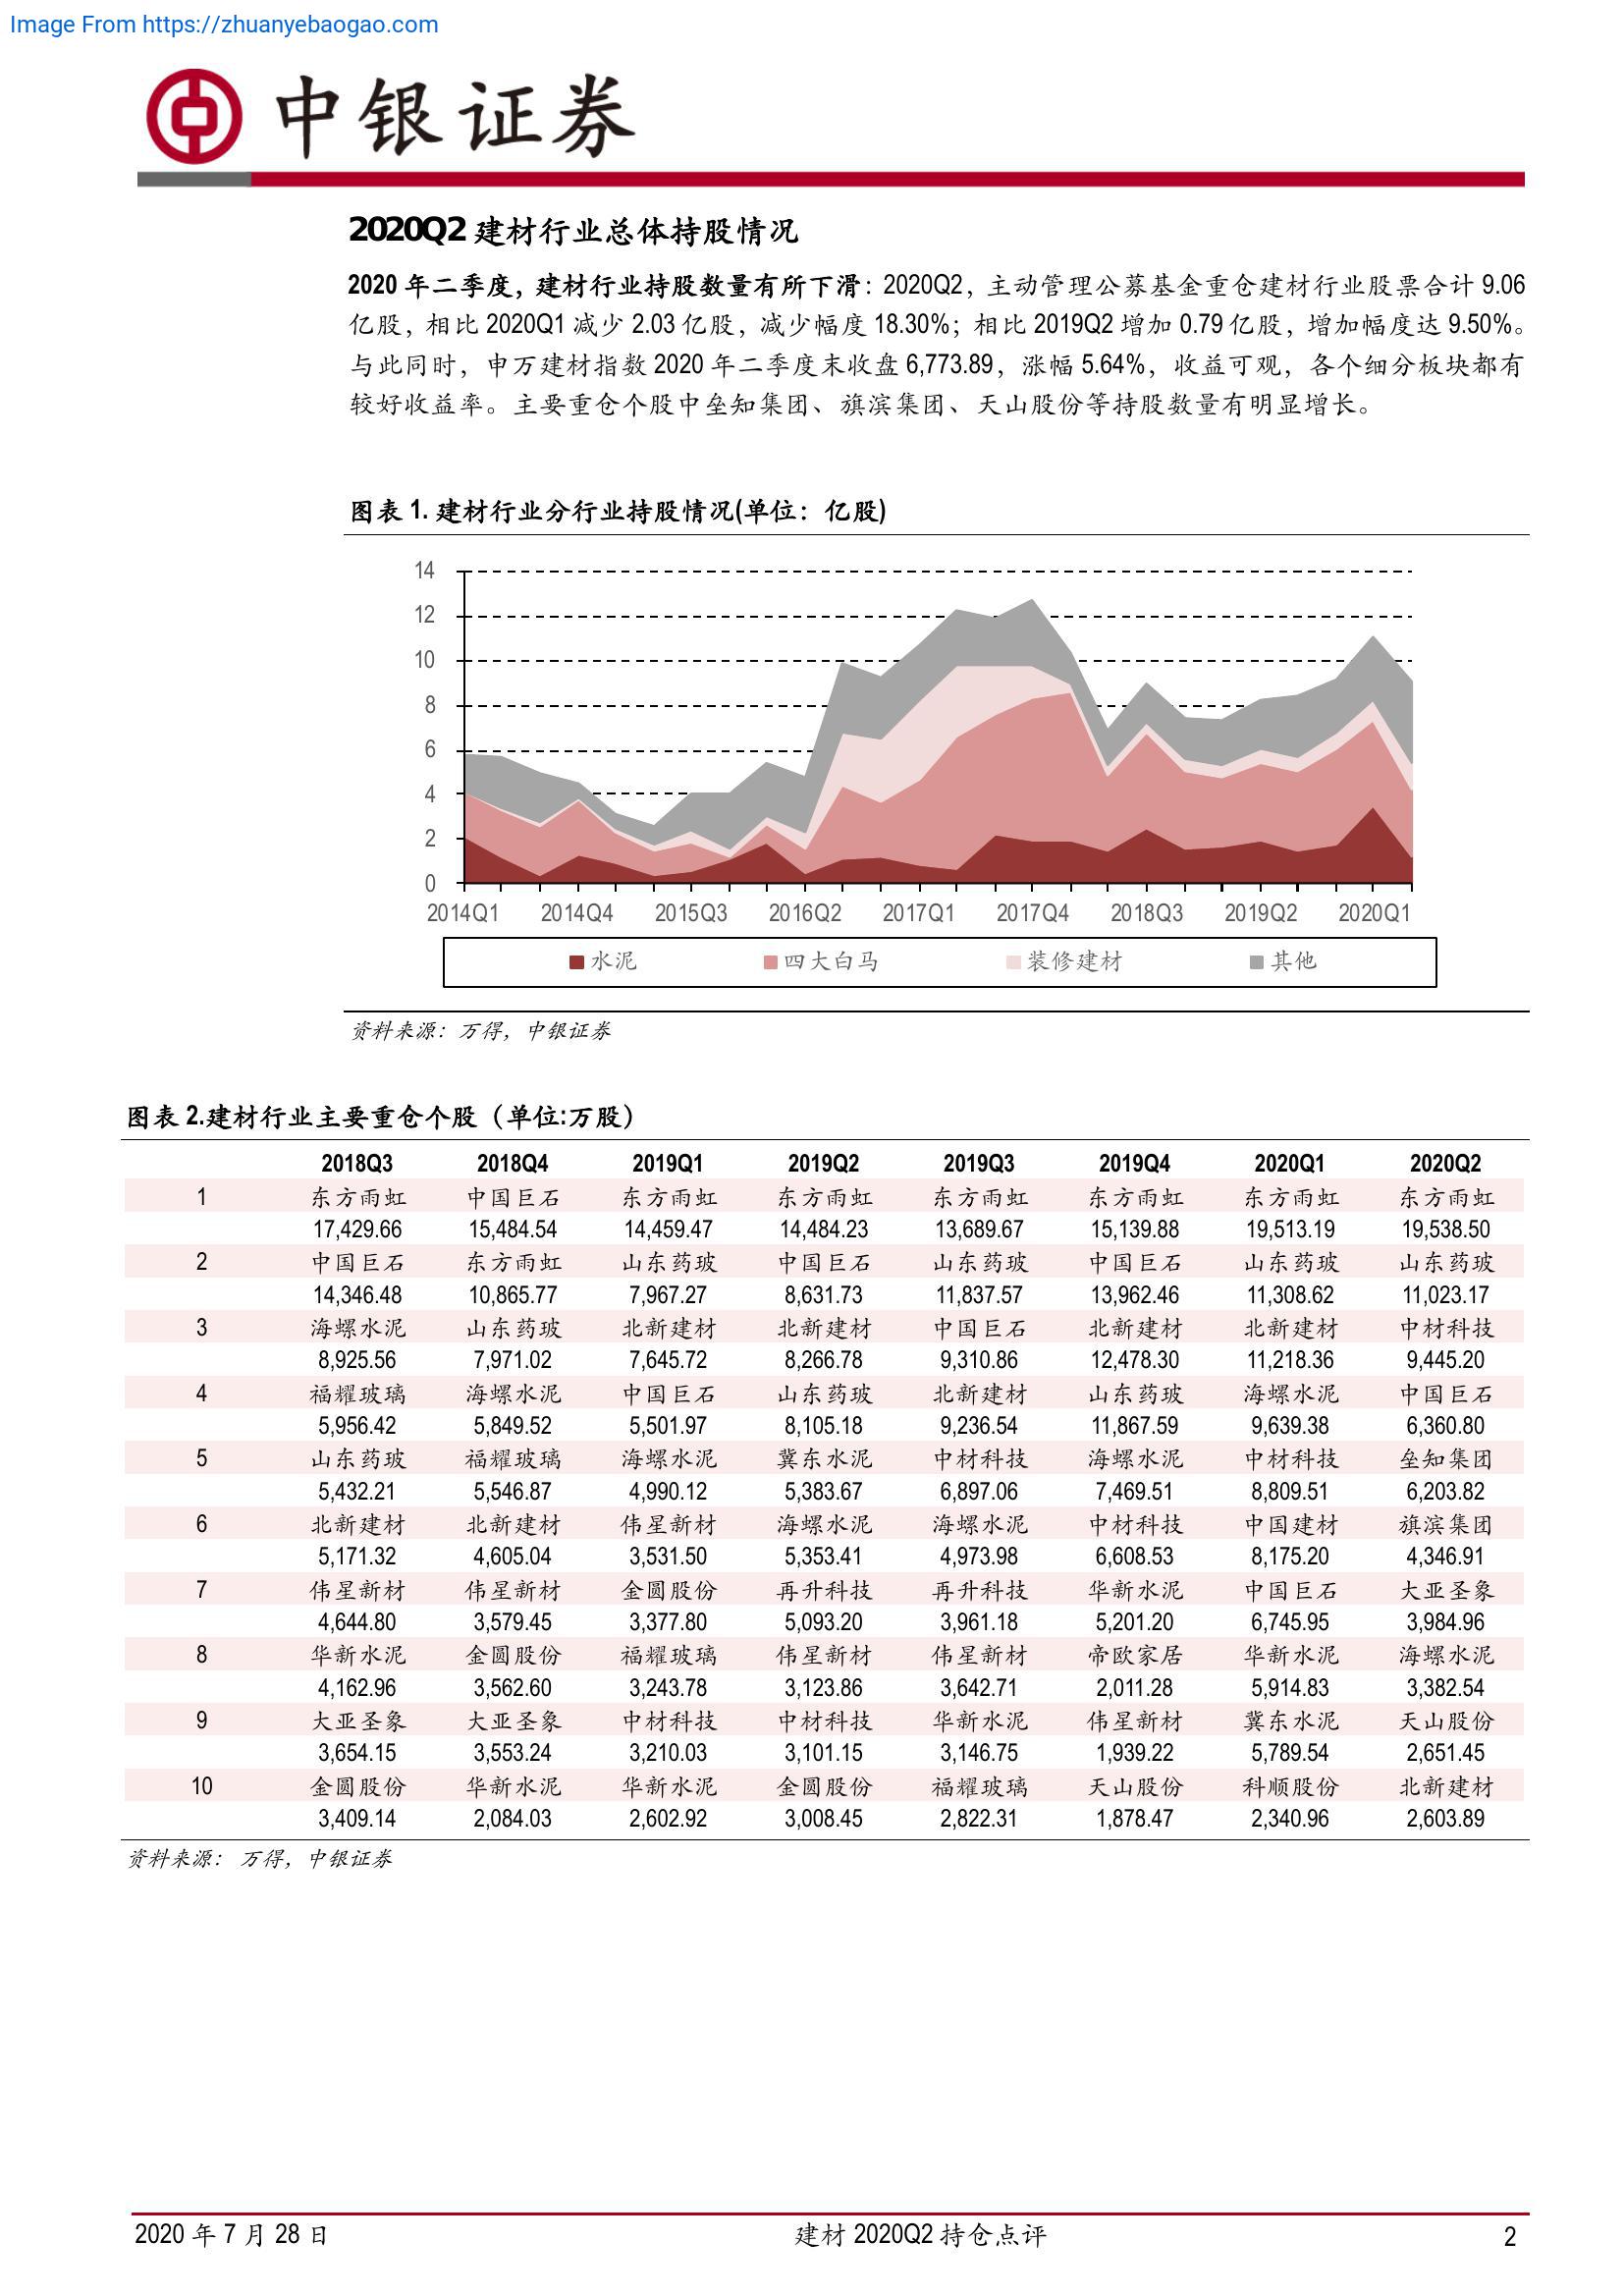 Image From https://zhuanyebaogao.com
中银证券
2020Q2 建材行业总体持股情况
2020 年二季度，建材行业持股数量有所下滑：2020Q2，主动管理公募基金重仓建材行业股票合计 9.06
亿股，相比 2020Q1 减少 2.03 亿股，减少幅度 18.30%；相比 2019Q2 增加 0.79 亿股，增加幅度达 9.50%。
与此同时，申万建材指数 2020 年二季度末收盘 6,773.89，涨幅 5.64%，收益可观，各个细分板块都有
较好收益率。主要重仓个股中垒知集团、旗滨集团、天山股份等持股数量有明显增长。
图表 1. 建材行业分行业持股情况(单位：亿股)
14
12
10
8
6
4
2
0
2014Q1 2014Q4 2015Q3 2016Q2 2017Q1 2017Q4 2018Q3 2019Q2 2020Q1
水泥 四大白马 装修建材 其他
资料来源：万得，中银证券
图表 2.建材行业主要重仓个股（单位:万股）
2018Q3 2018Q4 2019Q1 2019Q2 2019Q3 2019Q4 2020Q1 2020Q2
1 东方雨虹 中国巨石 东方雨虹 东方雨虹 东方雨虹 东方雨虹 东方雨虹 东方雨虹
17,429.66 15,484.54 14,459.47 14,484.23 13,689.67 15,139.88 19,513.19 19,538.50
2 中国巨石 东方雨虹 山东药玻 中国巨石 山东药玻 中国巨石 山东药玻 山东药玻
14,346.48 10,865.77 7,967.27 8,631.73 11,837.57 13,962.46 11,308.62 11,023.17
3 海螺水泥 山东药玻 北新建材 北新建材 中国巨石 北新建材 北新建材 中材科技
8,925.56 7,971.02 7,645.72 8,266.78 9,310.86 12,478.30 11,218.36 9,445.20
4 福耀玻璃 海螺水泥 中国巨石 山东药玻 北新建材 山东药玻 海螺水泥 中国巨石
5,956.42 5,849.52 5,501.97 8,105.18 9,236.54 11,867.59 9,639.38 6,360.80
5 山东药玻 福耀玻璃 海螺水泥 冀东水泥 中材科技 海螺水泥 中材科技 垒知集团
5,432.21 5,546.87 4,990.12 5,383.67 6,897.06 7,469.51 8,809.51 6,203.82
6 北新建材 北新建材 伟星新材 海螺水泥 海螺水泥 中材科技 中国建材 旗滨集团
5,171.32 4,605.04 3,531.50 5,353.41 4,973.98 6,608.53 8,175.20 4,346.91
7 伟星新材 伟星新材 金圆股份 再升科技 再升科技 华新水泥 中国巨石 大亚圣象
4,644.80 3,579.45 3,377.80 5,093.20 3,961.18 5,201.20 6,745.95 3,984.96
8 华新水泥 金圆股份 福耀玻璃 伟星新材 伟星新材 帝欧家居 华新水泥 海螺水泥
4,162.96 3,562.60 3,243.78 3,123.86 3,642.71 2,011.28 5,914.83 3,382.54
9 大亚圣象 大亚圣象 中材科技 中材科技 华新水泥 伟星新材 冀东水泥 天山股份
3,654.15 3,553.24 3,210.03 3,101.15 3,146.75 1,939.22 5,789.54 2,651.45
10 金圆股份 华新水泥 华新水泥 金圆股份 福耀玻璃 天山股份 科顺股份 北新建材
3,409.14 2,084.03 2,602.92 3,008.45 2,822.31 1,878.47 2,340.96 2,603.89
资料来源： 万得，中银证券
2020 年 7 月 28 日 建材 2020Q2 持仓点评 2